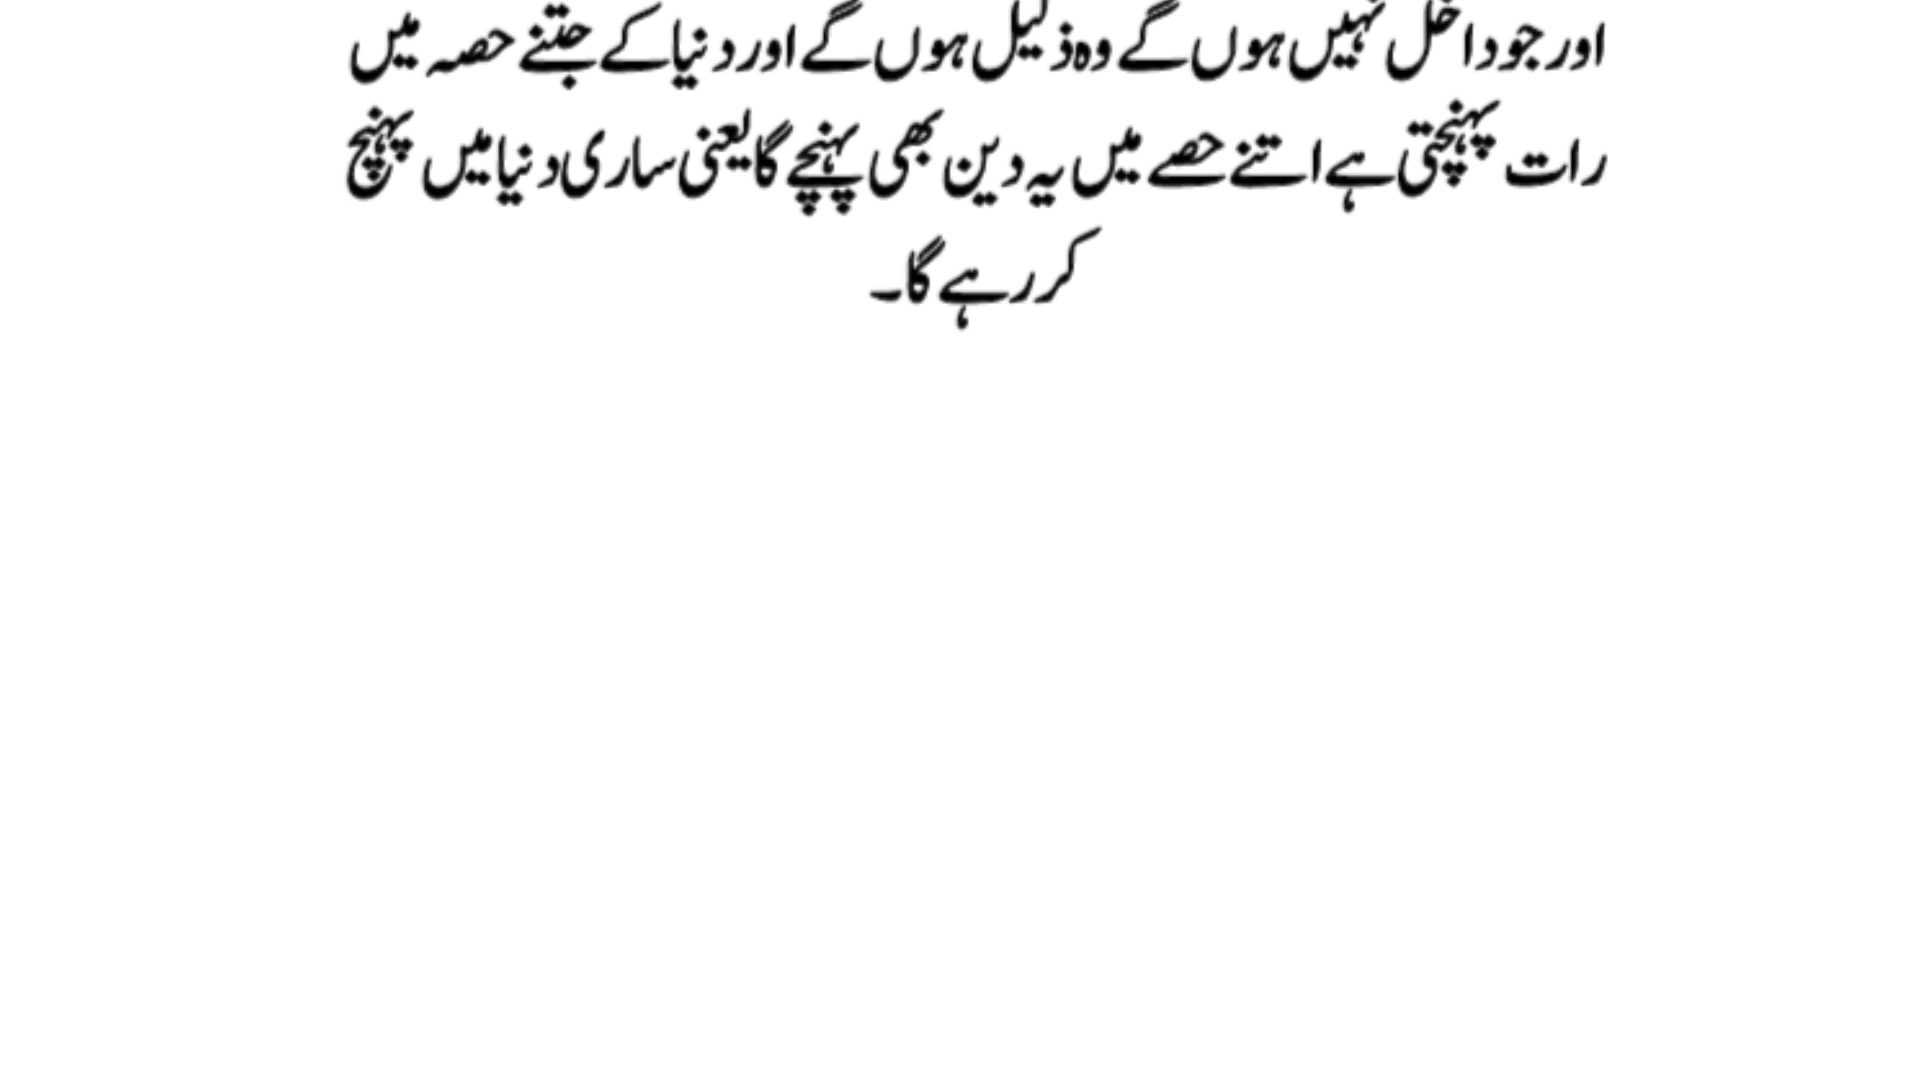 اور جو داخل نہیں ہوں گے وہ ذلیل ہوں گے اور دنیا کے جتنے حصہ میں
رات پہنچتی ہے اتنے حصے میں یہ دین بھی پہنچے گا یعنی ساری دنیا میں پہنچ
کر رہے گا۔